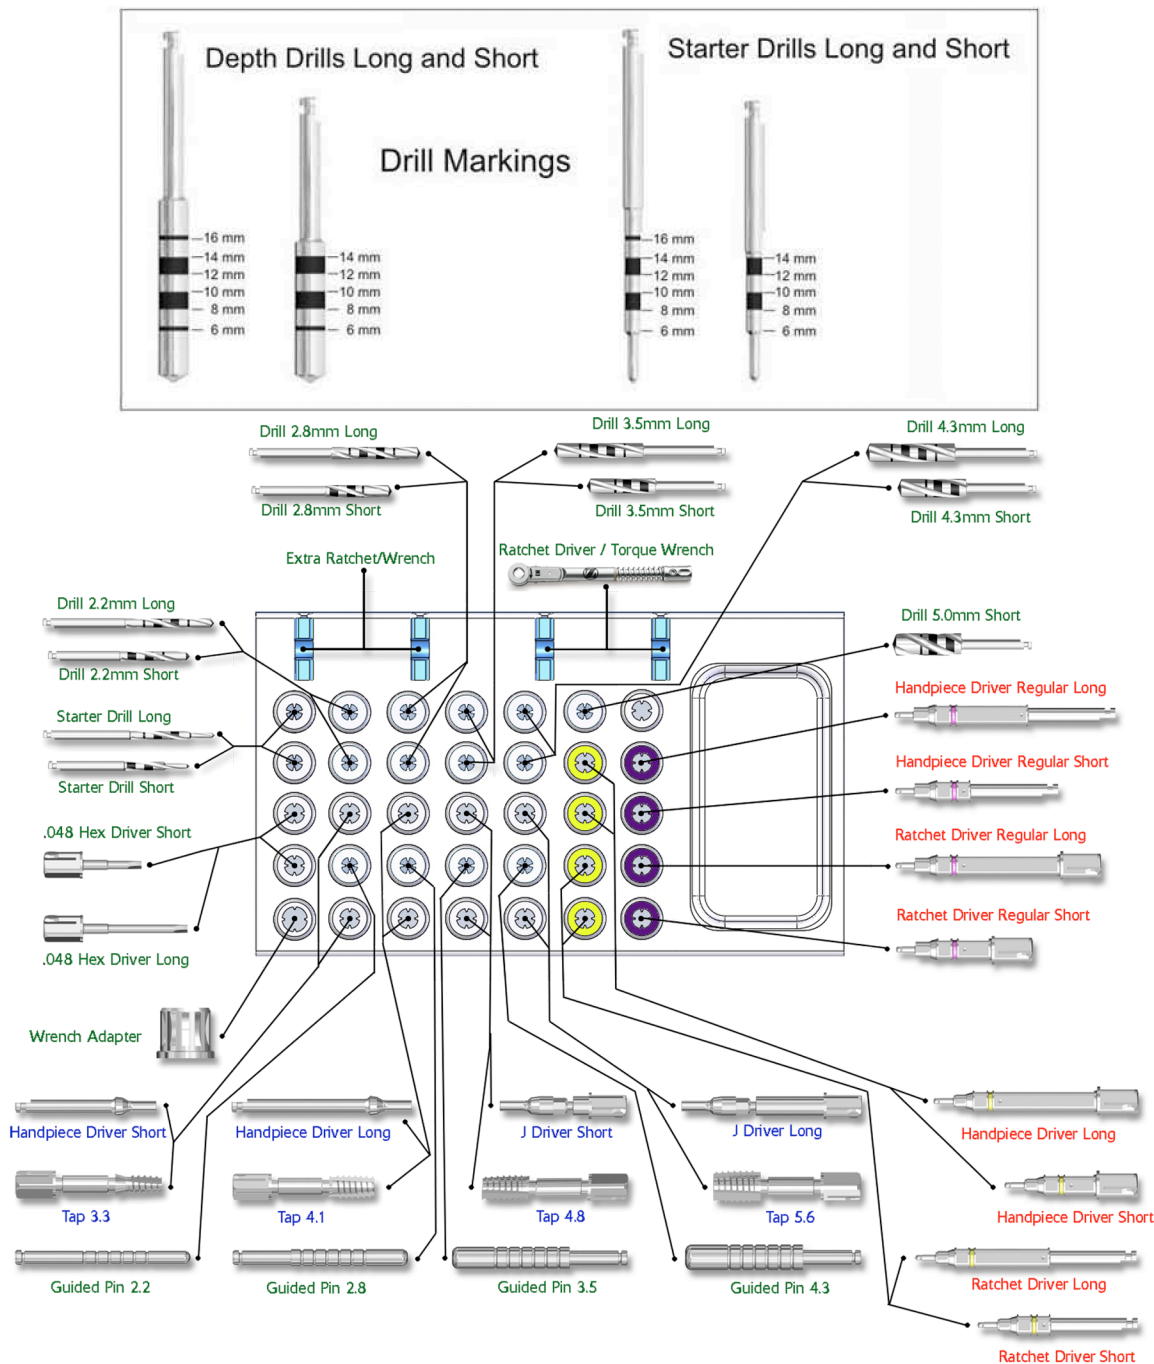 Depth Drills Long and Short
Starter Drills Long and Short
Drill Markings
16 mm
14 mm
12 mm
10 mm
8 mm
6 mm
14 mm
12 mm
10 mm
8 mm
6 mm
16 mm
14 mm
12 mm
10 mm
8 mm
6 mm
14 mm
12 mm
10 mm
8 mm
6 mm
Drill 2.8mm Long
Drill 3.5mm Long
Drill 4.3mm Long
Drill 2.8mm Short
Drill 3.5mm Short
Drill 4.3mm Short
Extra Ratchet/Wrench
Ratchet Driver / Torque Wrench
Drill 2.2mm Long
Drill 5.0mm Short
Drill 2.2mm Short
Handpiece Driver Regular Long
Starter Drill Long
Handpiece Driver Regular Short
Starter Drill Short
.048 Hex Driver Short
Ratchet Driver Regular Long
Ratchet Driver Regular Short
.048 Hex Driver Long
Wrench Adapter
Handpiece Driver Short
Handpiece Driver Long
J Driver Short
J Driver Long
Handpiece Driver Long
Tap 3.3
Tap 4.1
Tap 4.8
Tap 5.6
Handpiece Driver Short
Guided Pin 2.2
Guided Pin 2.8
Guided Pin 3.5
Guided Pin 4.3
Ratchet Driver Long
Ratchet Driver Short